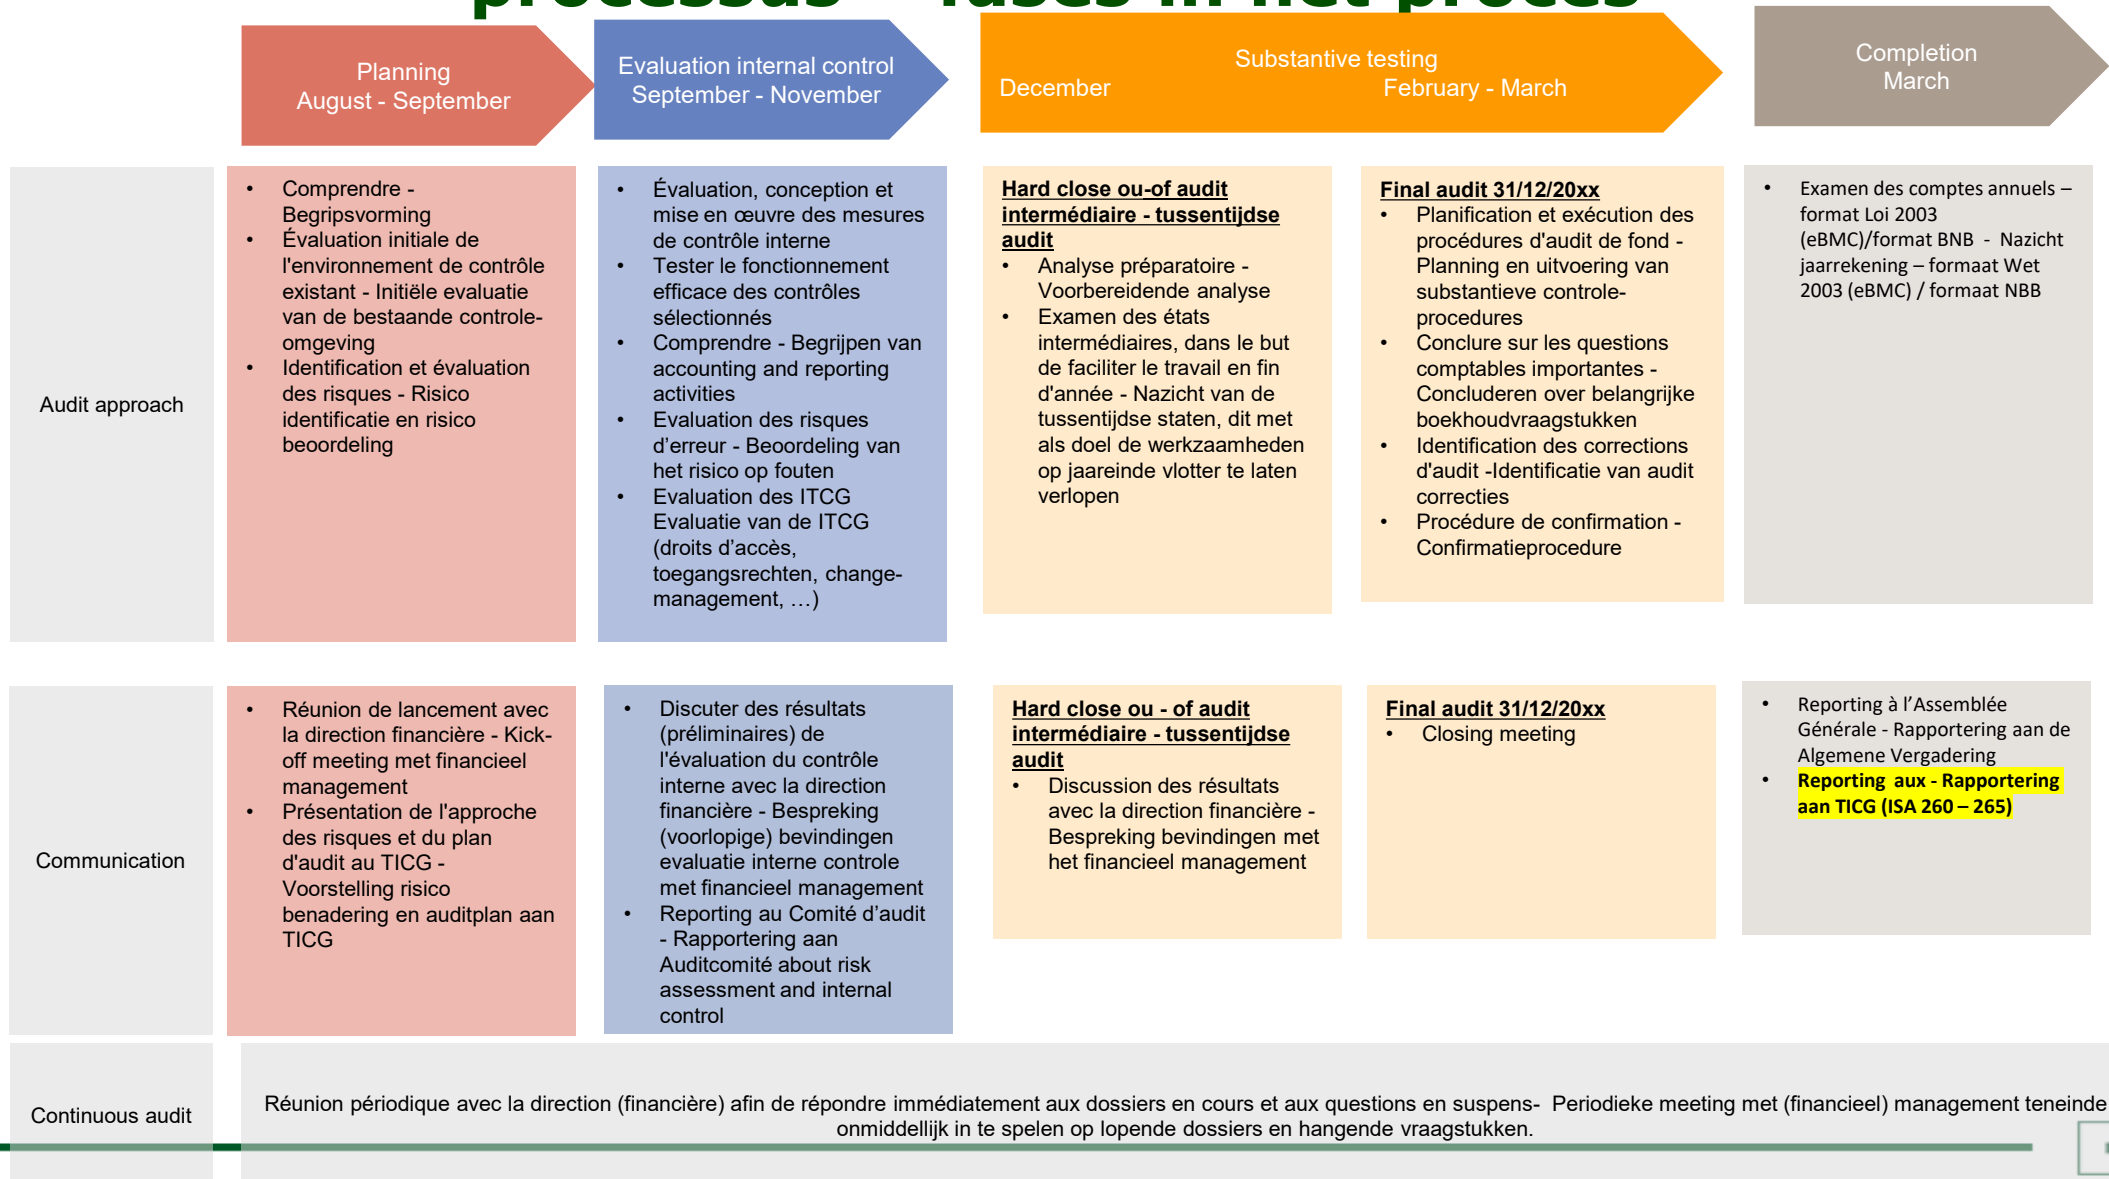 processus – fases in het proces
Planning
August - September
Evaluation internal control
September - November
Substantive testing
December
February - March
Completion
March
Audit approach
• Comprendre -
Begripsvorming
• Évaluation initiale de
l'environnement de contrôle
existant - Initiële evaluatie
van de bestaande controle-
omgeving
• Identification et évaluation
des risques - Risico
identificatie en risico
beoordeling
• Évaluation, conception et
mise en œuvre des mesures
de contrôle interne
• Tester le fonctionnement
efficace des contrôles
sélectionnés
• Comprendre - Begrijpen van
accounting and reporting
activities
• Evaluation des risques
d’erreur - Beoordeling van
het risico op fouten
• Evaluation des ITCG
Evaluatie van de ITCG
(droits d’accès,
toegangsrechten, change-
management, …)
Hard close ou-of audit
intermédiaire - tussentijdse
audit
• Analyse préparatoire -
Voorbereidende analyse
• Examen des états
intermédiaires, dans le but
de faciliter le travail en fin
d'année - Nazicht van de
tussentijdse staten, dit met
als doel de werkzaamheden
op jaareinde vlotter te laten
verlopen
Final audit 31/12/20xx
• Planification et exécution des
procédures d'audit de fond -
Planning en uitvoering van
substantieve controle-
procedures
• Conclure sur les questions
comptables importantes -
Concluderen over belangrijke
boekhoudvraagstukken
• Identification des corrections
d'audit -Identificatie van audit
correcties
• Procédure de confirmation -
Confirmatieprocedure
• Examen des comptes annuels –
format Loi 2003
(eBMC)/format BNB - Nazicht
jaarrekening – formaat Wet
2003 (eBMC) / formaat NBB
Communication
• Réunion de lancement avec
la direction financière - Kick-
off meeting met financieel
management
• Présentation de l'approche
des risques et du plan
d'audit au TICG -
Voorstelling risico
benadering en auditplan aan
TICG
• Discuter des résultats
(préliminaires) de
l'évaluation du contrôle
interne avec la direction
financière - Bespreking
(voorlopige) bevindingen
evaluatie interne controle
met financieel management
• Reporting au Comité d’audit
- Rapportering aan
Auditcomité about risk
assessment and internal
control
Hard close ou - of audit
intermédiaire - tussentijdse
audit
• Discussion des résultats
avec la direction financière -
Bespreking bevindingen met
het financieel management
Final audit 31/12/20xx
• Closing meeting
• Reporting à l’Assemblée
Générale - Rapportering aan de
Algemene Vergadering
• Reporting aux - Rapportering
aan TICG (ISA 260 – 265)
Continuous audit
Réunion périodique avec la direction (financière) afin de répondre immédiatement aux dossiers en cours et aux questions en suspens- Periodieke meeting met (financieel) management teneinde
onmiddellijk in te spelen op lopende dossiers en hangende vraagstukken.